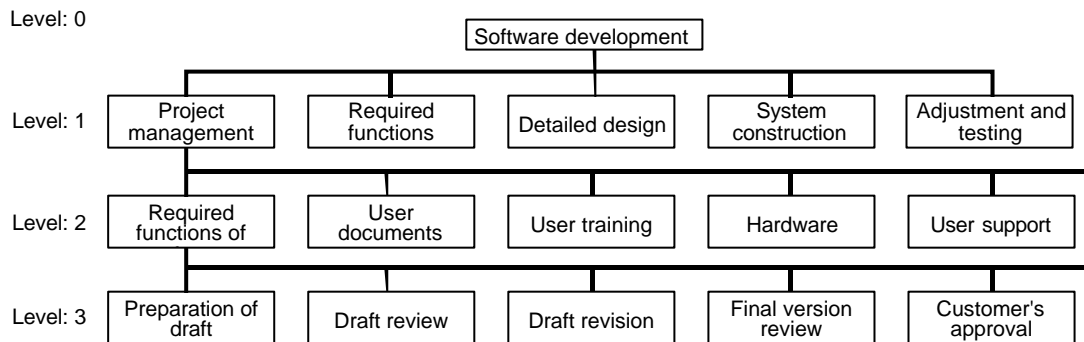 Level: 0
Software development
Level: 1
Project
management
Required
functions
Detailed design
System
construction
Adjustment and
testing
Level: 2
Required
functions of
User
documents
User training
Hardware
User support
Level: 3
Preparation of
draft
Draft review
Draft revision
Final version
review
Customer's
approval